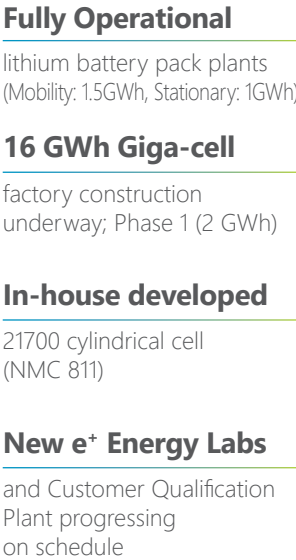 Fully Operational
lithium battery pack plants
(Mobility: 1.5GWh, Stationary: 1GWh)
16 GWh Giga-cell
factory construction
underway; Phase 1 (2 GWh)
In-house developed
21700 cylindrical cell
(NMC 811)
New e⁺ Energy Labs
and Customer Qualification
Plant progressing
on schedule